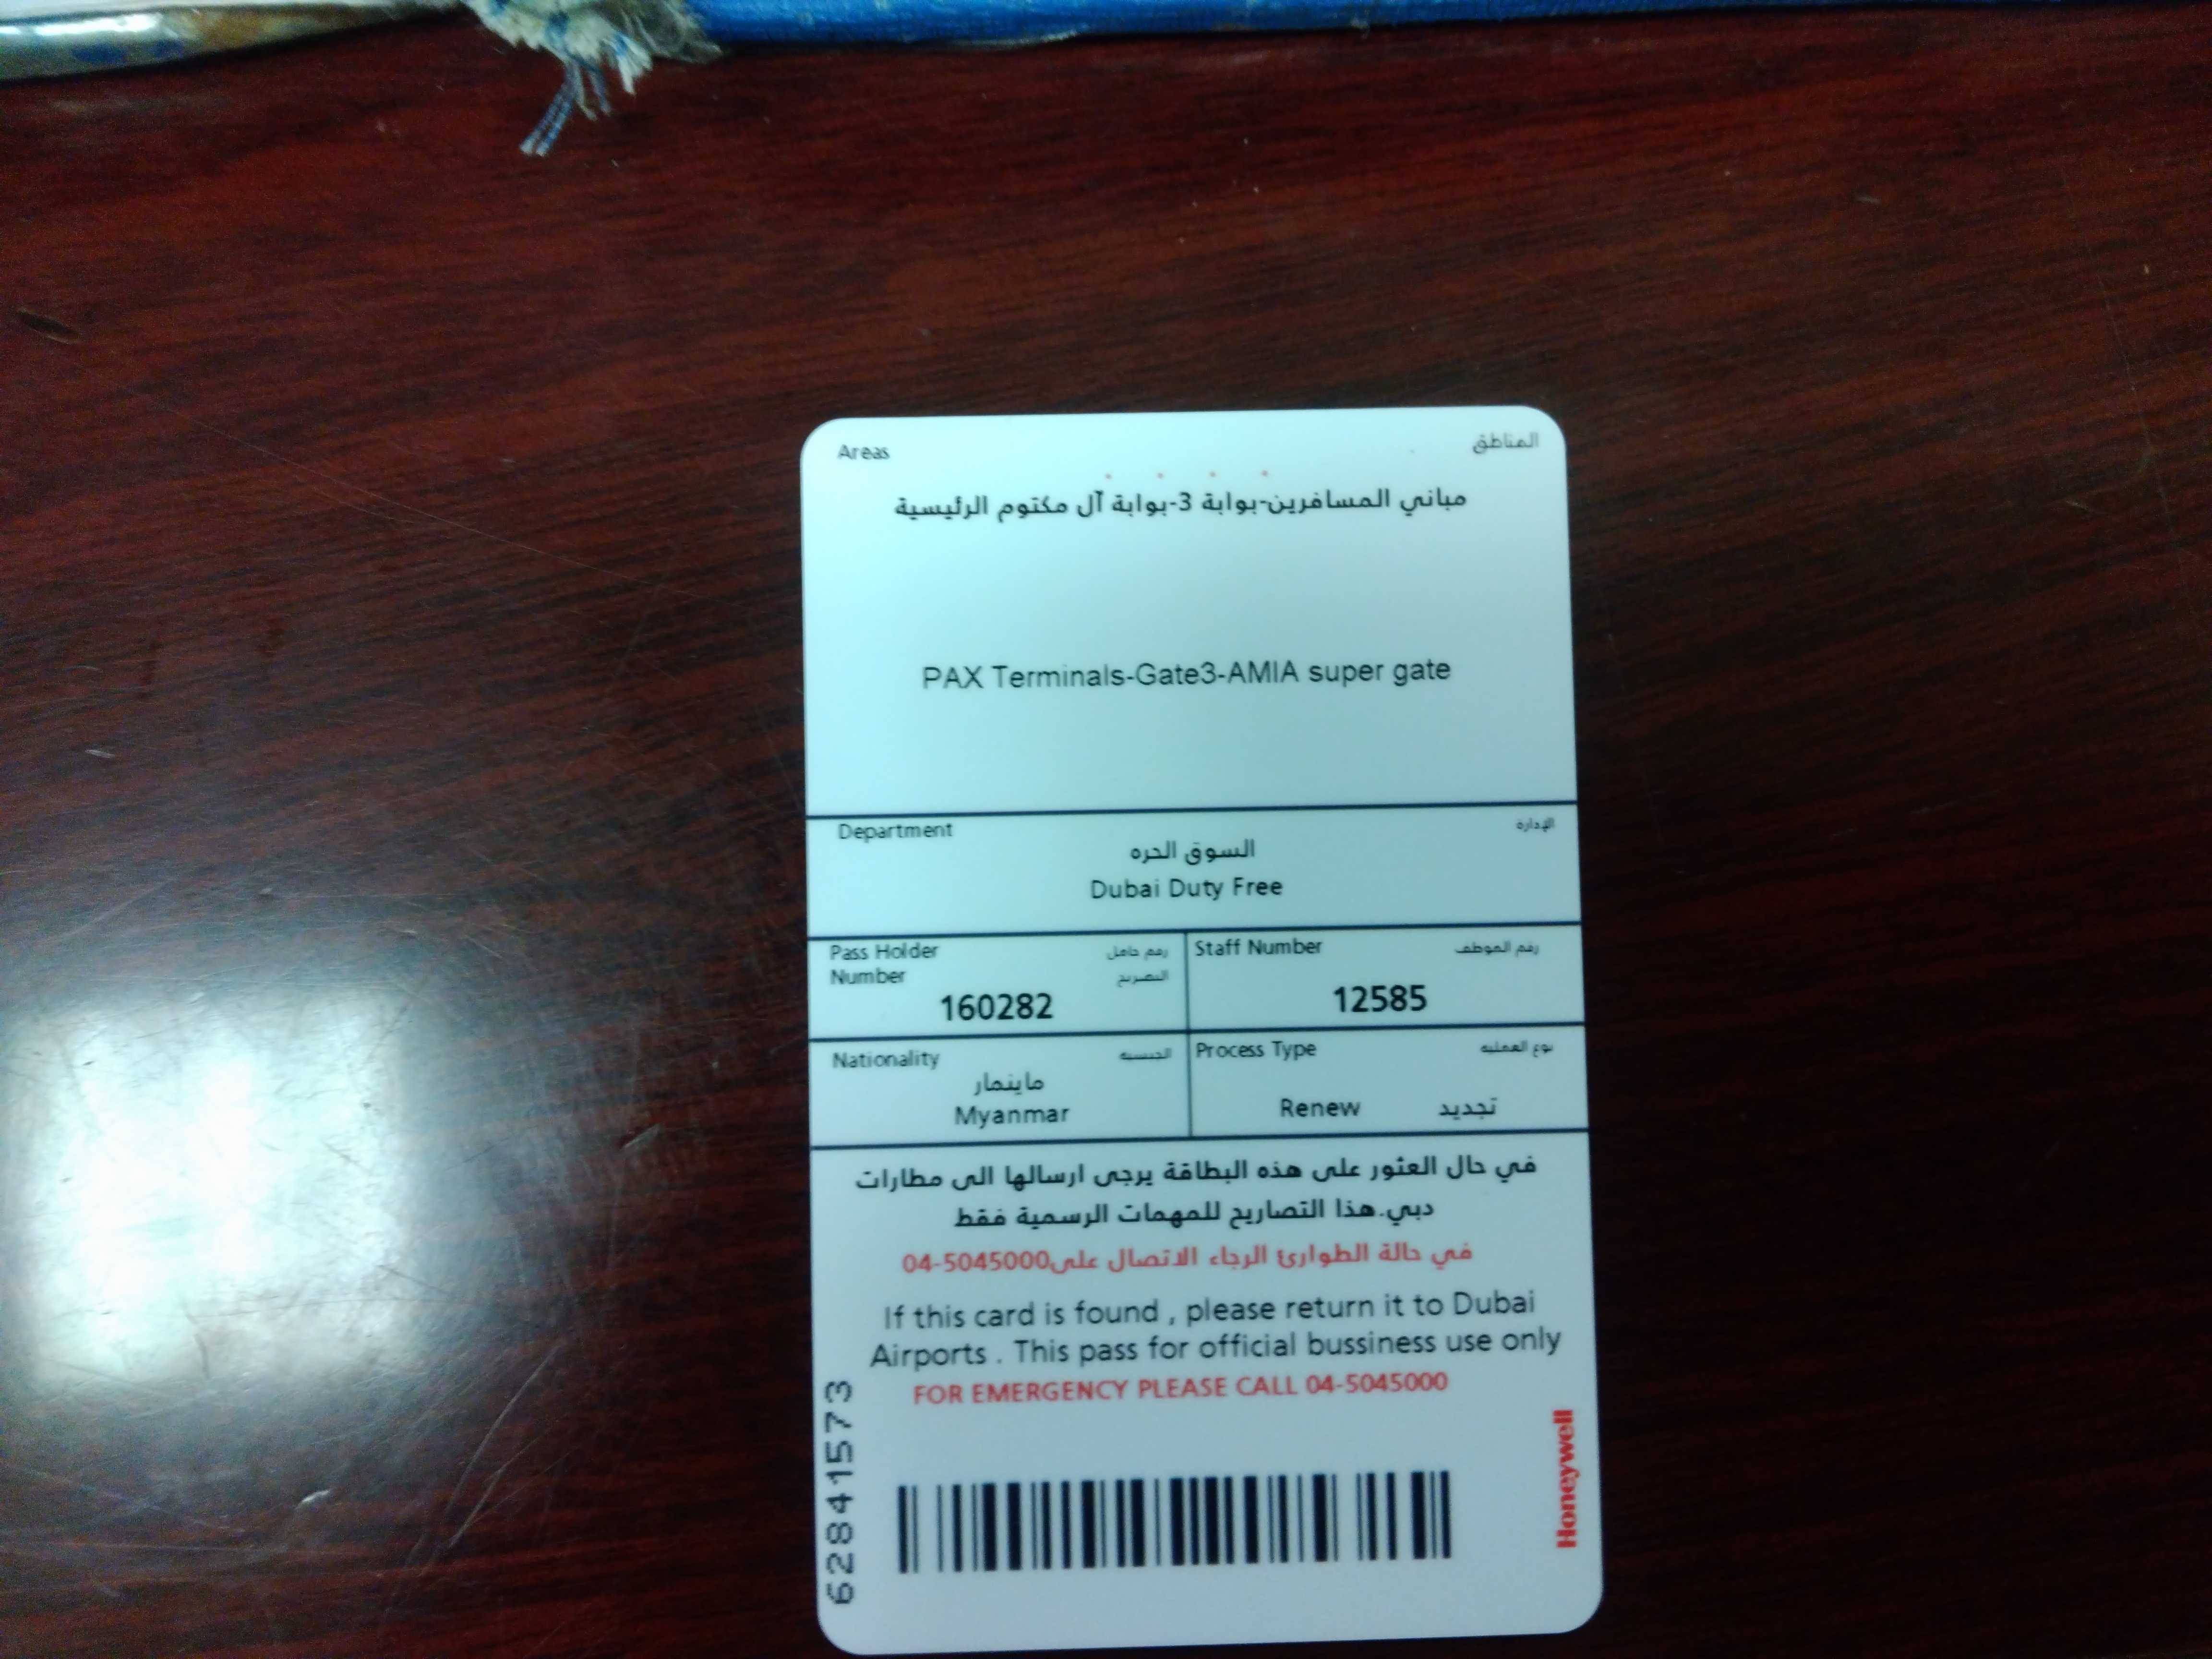 Areas المناطق
مباني المسافرين-بوابة 3-بوابة آل مكتوم الرئيسية
PAX Terminals-Gate3-AMIA super gate
Department الإدارة
السوق الحره
Dubai Duty Free
Pass Holder رقم حامل
Number التصريح
160282
Staff Number رقم الموظف
12585
Nationality الجنسية
ماينمار
Myanmar
Process Type نوع العملية
Renew تجديد
في حال العثور على هذه البطاقة يرجى ارسالها الى مطارات
دبي.هذا التصاريح للمهمات الرسمية فقط
في حالة الطوارئ الرجاء الاتصال على04-5045000
If this card is found , please return it to Dubai
Airports . This pass for official bussiness use only
FOR EMERGENCY PLEASE CALL 04-5045000
62841573
Honeywell